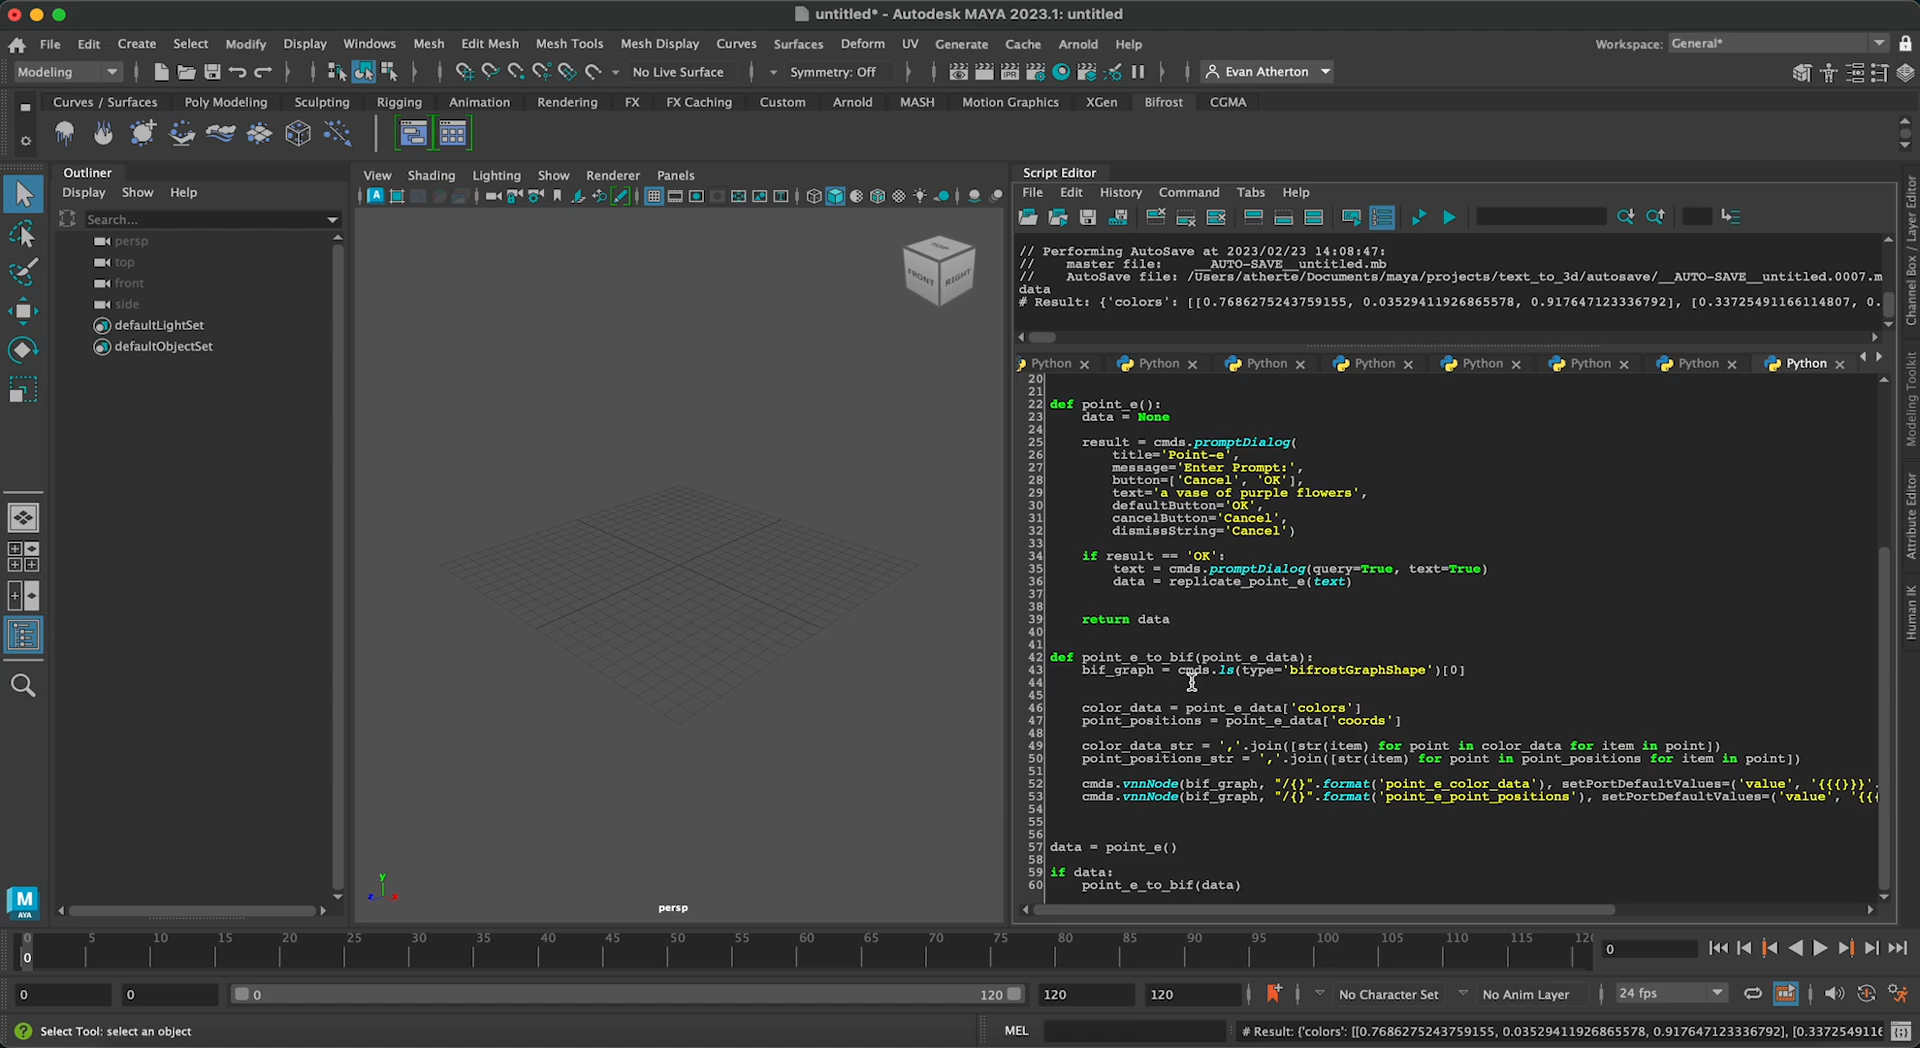 untitled* - Autodesk MAYA 2023.1: untitled
File Edit Create Select Modify Display Windows Mesh Edit Mesh Mesh Tools Mesh Display Curves Surfaces Deform UV Generate Cache Arnold Help
Workspace: General*
Modeling
No Live Surface
Symmetry: Off
IPR
Evan Atherton
Curves / Surfaces Poly Modeling Sculpting Rigging Animation Rendering FX FX Caching Custom Arnold MASH Motion Graphics XGen Bifrost CGMA
Outliner
Display Show Help
Search...
persp
top
front
side
defaultLightSet
defaultObjectSet
View Shading Lighting Show Renderer Panels
TOP
FRONT
RIGHT
y
z
x
persp
Script Editor
File Edit History Command Tabs Help
// Performing AutoSave at 2023/02/23 14:08:47:
// master file: __AUTO-SAVE__untitled.mb
// AutoSave file: /Users/atherte/Documents/maya/projects/text_to_3d/autosave/__AUTO-SAVE__untitled.0007.m
data
# Result: {'colors': [[0.7686275243759155, 0.03529411926865578, 0.917647123336792], [0.33725491166114807, 0.
Python Python Python Python Python Python Python Python
20
21
22 def point_e():
23 data = None
24
25 result = cmds.promptDialog(
26 title='Point-e',
27 message='Enter Prompt:',
28 button=['Cancel', 'OK'],
29 text='a vase of purple flowers',
30 defaultButton='OK',
31 cancelButton='Cancel',
32 dismissString='Cancel')
33
34 if result == 'OK':
35 text = cmds.promptDialog(query=True, text=True)
36 data = replicate_point_e(text)
37
38
39 return data
40
41
42 def point_e_to_bif(point_e_data):
43 bif_graph = cmds.ls(type='bifrostGraphShape')[0]
44
45
46 color_data = point_e_data['colors']
47 point_positions = point_e_data['coords']
48
49 color_data_str = ','.join([str(item) for point in color_data for item in point])
50 point_positions_str = ','.join([str(item) for point in point_positions for item in point])
51
52 cmds.vnnNode(bif_graph, "/{}".format('point_e_color_data'), setPortDefaultValues=('value', '{{{}}}'.
53 cmds.vnnNode(bif_graph, "/{}".format('point_e_point_positions'), setPortDefaultValues=('value', '{{{
54
55
56
57 data = point_e()
58
59 if data:
60 point_e_to_bif(data)
Channel Box / Layer Editor
Modeling Toolkit
Attribute Editor
Human IK
M
AYA
0 5 10 15 20 25 30 35 40 45 50 55 60 65 70 75 80 85 90 95 100 105 110 115 12
0
0
0 0 0 120 120 120
No Character Set
No Anim Layer
24 fps
Select Tool: select an object
MEL
# Result: {'colors': [[0.7686275243759155, 0.03529411926865578, 0.917647123336792], [0.3372549116